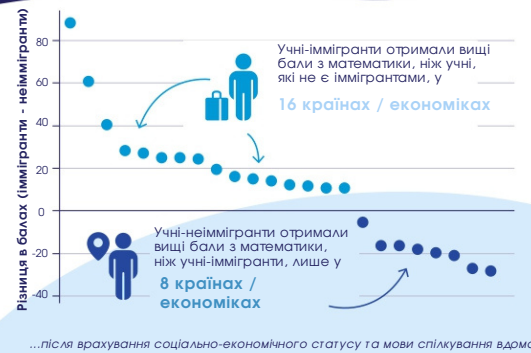 Різниця в балах (іммігранти - неіммігранти)
80
60
40
20
0
-20
-40
Учні-іммігранти отримали вищі
бали з математики, ніж учні,
які не є іммігрантами, у
16 країнах / економіках
Учні-неіммігранти отримали
вищі бали з математики,
ніж учні-іммігранти, лише у
8 країнах /
економіках
...після врахування соціально-економічного статусу та мови спілкування вдома